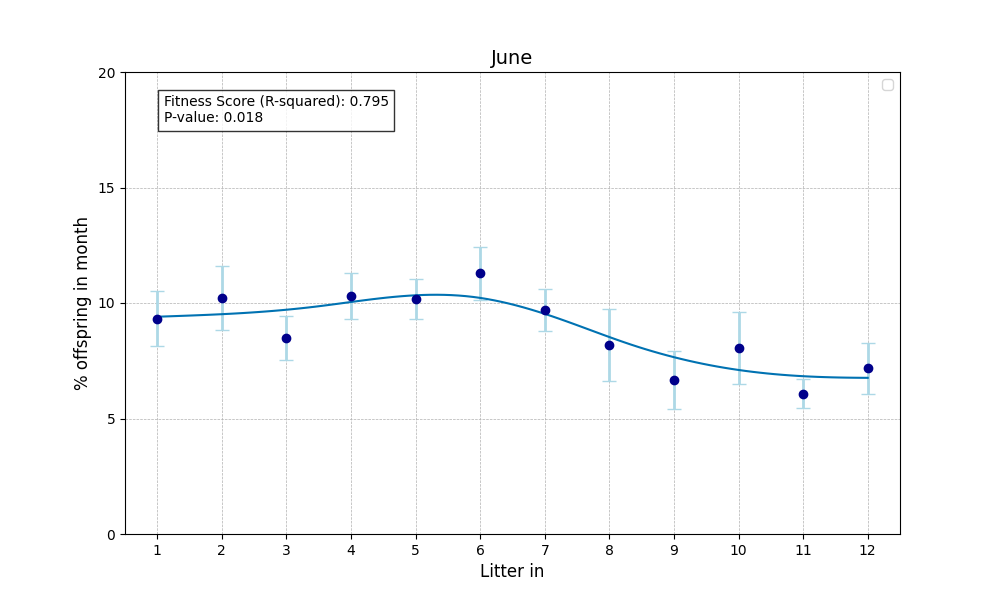 June
20
15
10
5
0
Fitness Score (R-squared): 0.795
P-value: 0.018
% offspring in month
1 2 3 4 5 6 7 8 9 10 11 12
Litter in